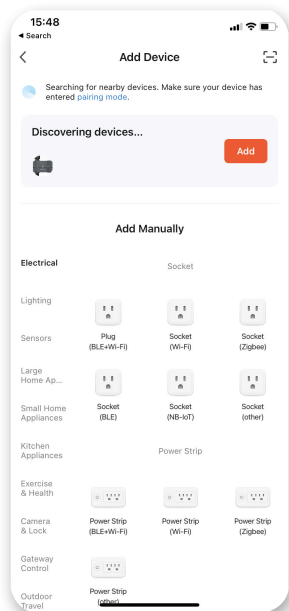 15:48
Search
Add Device
Searching for nearby devices. Make sure your device has
entered pairing mode.
Discovering devices...
Add
Add Manually
Electrical
Lighting
Sensors
Large
Home Ap...
Small Home
Appliances
Kitchen
Appliances
Exercise
& Health
Camera
& Lock
Gateway
Control
Outdoor
Travel
Socket
Plug
(BLE+Wi-Fi)
Socket
(Wi-Fi)
Socket
(Zigbee)
Socket
(BLE)
Socket
(NB-IoT)
Socket
(other)
Power Strip
Power Strip
(BLE+Wi-Fi)
Power Strip
(Wi-Fi)
Power Strip
(Zigbee)
Power Strip
(other)